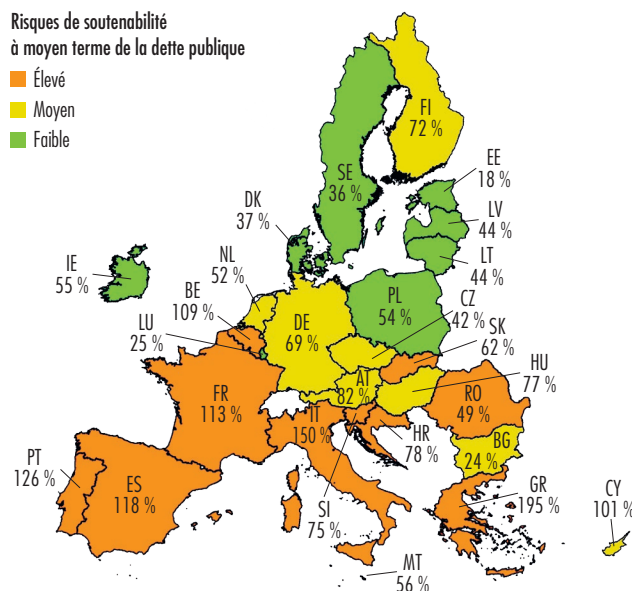 Risques de soutenabilité
à moyen terme de la dette publique
Élevé
Moyen
Faible
FI
72 %
SE
36 %
EE
18 %
DK
37 %
LV
44 %
LT
44 %
IE
55 %
NL
52 %
BE
109 %
LU
25 %
DE
69 %
PL
54 %
CZ
42 %
SK
62 %
HU
77 %
FR
113 %
AT
82 %
IT
150 %
RO
49 %
HR
78 %
BG
24 %
PT
126 %
ES
118 %
SI
75 %
GR
195 %
CY
101 %
MT
56 %